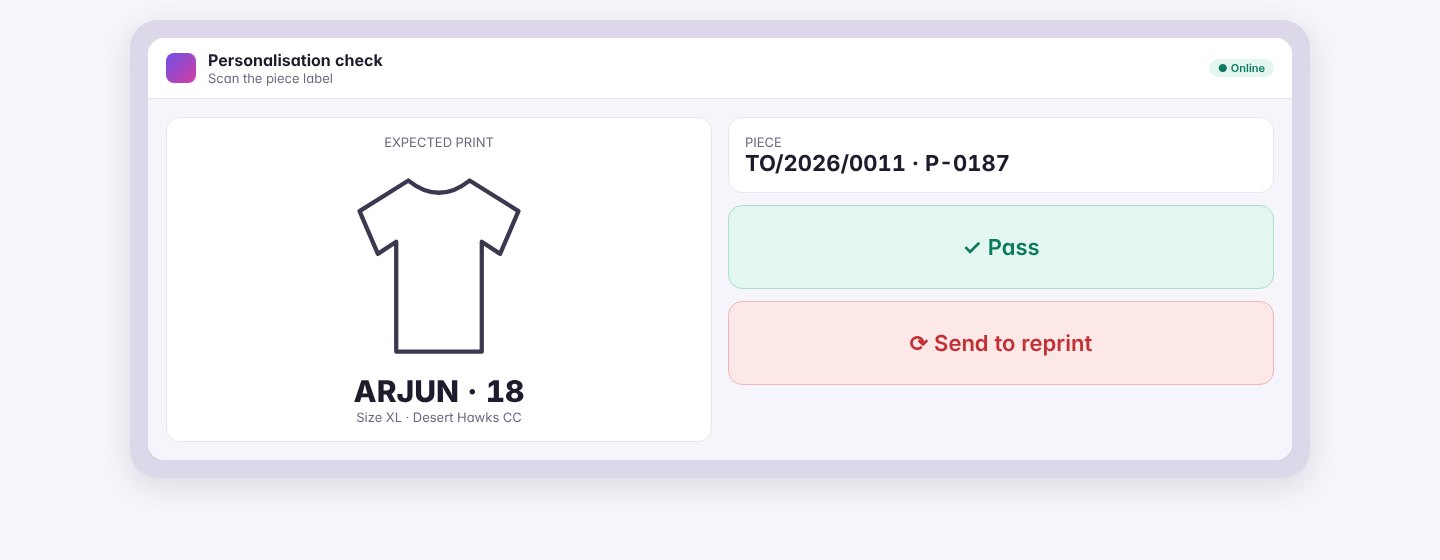 Personalisation check
Scan the piece label
● Online
EXPECTED PRINT
ARJUN · 18
Size XL · Desert Hawks CC
PIECE
TO/2026/0011 · P-0187
✓ Pass
⟳ Send to reprint